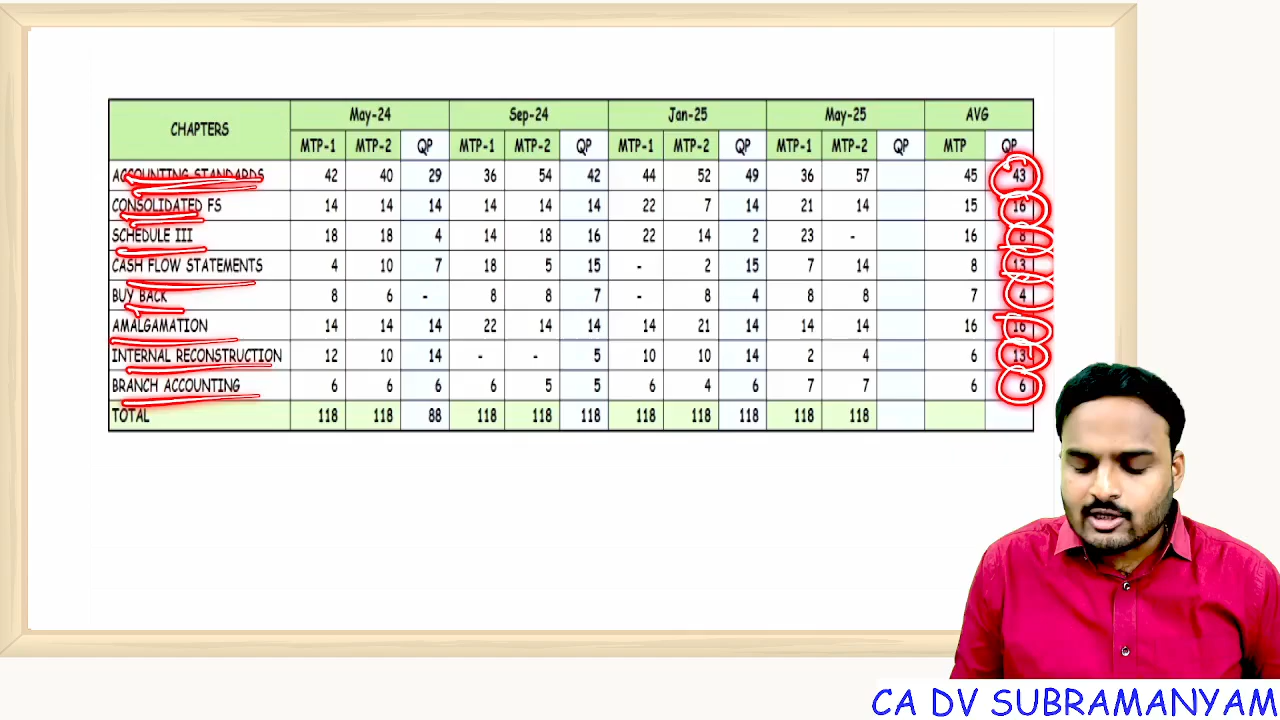 CHAPTERS May-24 Sep-24 Jan-25 May-25 AVG
MTP-1 MTP-2 QP MTP-1 MTP-2 QP MTP-1 MTP-2 QP MTP-1 MTP-2 QP MTP QP
ACCOUNTING STANDARDS 42 40 29 36 54 42 44 52 49 36 57 45 43
CONSOLIDATED FS 14 14 14 14 14 14 22 7 14 21 14 15 16
SCHEDULE III 18 18 4 14 18 16 22 14 2 23 - 16 8
CASH FLOW STATEMENTS 4 10 7 18 5 15 - 2 15 7 14 8 13
BUY BACK 8 6 - 8 8 7 - 8 4 8 8 7 4
AMALGAMATION 14 14 14 22 14 14 14 21 14 14 14 16 16
INTERNAL RECONSTRUCTION 12 10 14 - - 5 10 10 14 2 4 6 13
BRANCH ACCOUNTING 6 6 6 6 5 5 6 4 6 7 7 6 6
TOTAL 118 118 88 118 118 118 118 118 118 118 118
CA DV SUBRAMANYAM